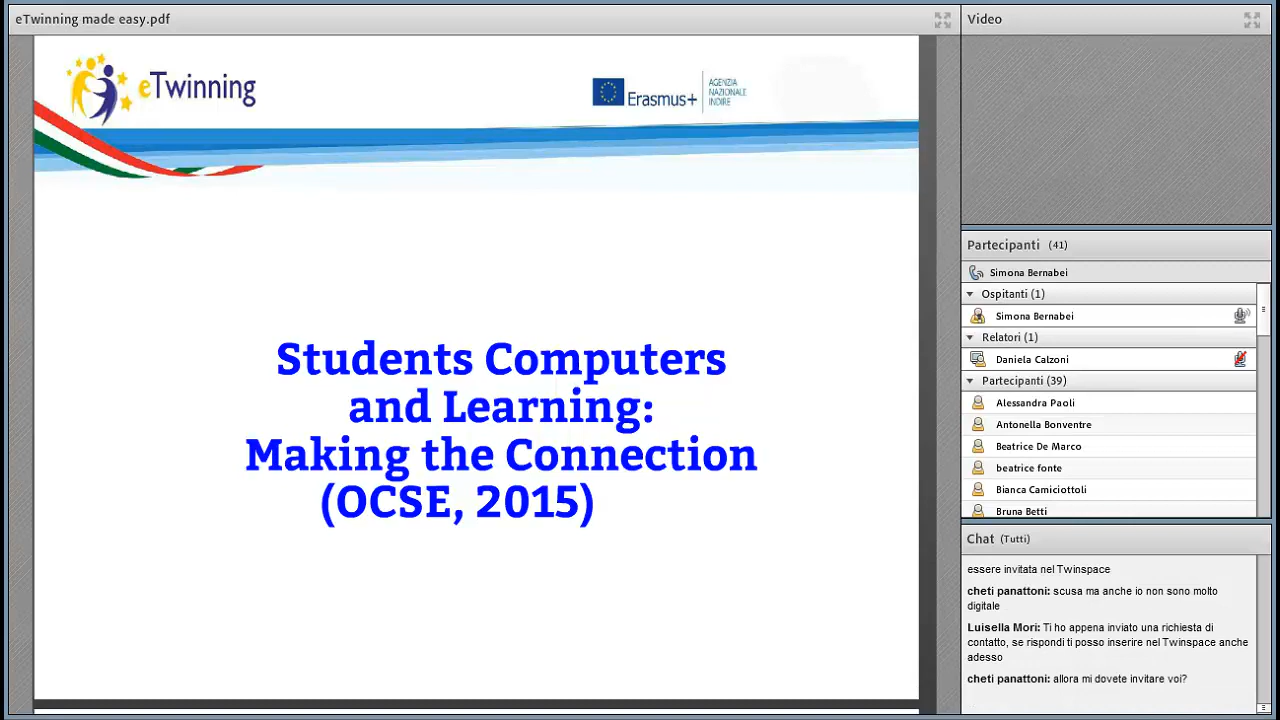 eTwinning made easy.pdf
eTwinning
Erasmus+
AGENZIA
NAZIONALE
INDIRE
Students Computers
and Learning:
Making the Connection
(OCSE, 2015)
Video
Partecipanti (41)
Simona Bernabei
Ospitanti (1)
Simona Bernabei
Relatori (1)
Daniela Calzoni
Partecipanti (39)
Alessandra Paoli
Antonella Bonventre
Beatrice De Marco
beatrice fonte
Bianca Camiciottoli
Bruna Betti
Chat (Tutti)
essere invitata nel Twinspace
cheti panattoni: scusa ma anche io non sono molto
digitale
Luisella Mori: Ti ho appena inviato una richiesta di
contatto, se rispondi ti posso inserire nel Twinspace anche
adesso
cheti panattoni: allora mi dovete invitare voi?